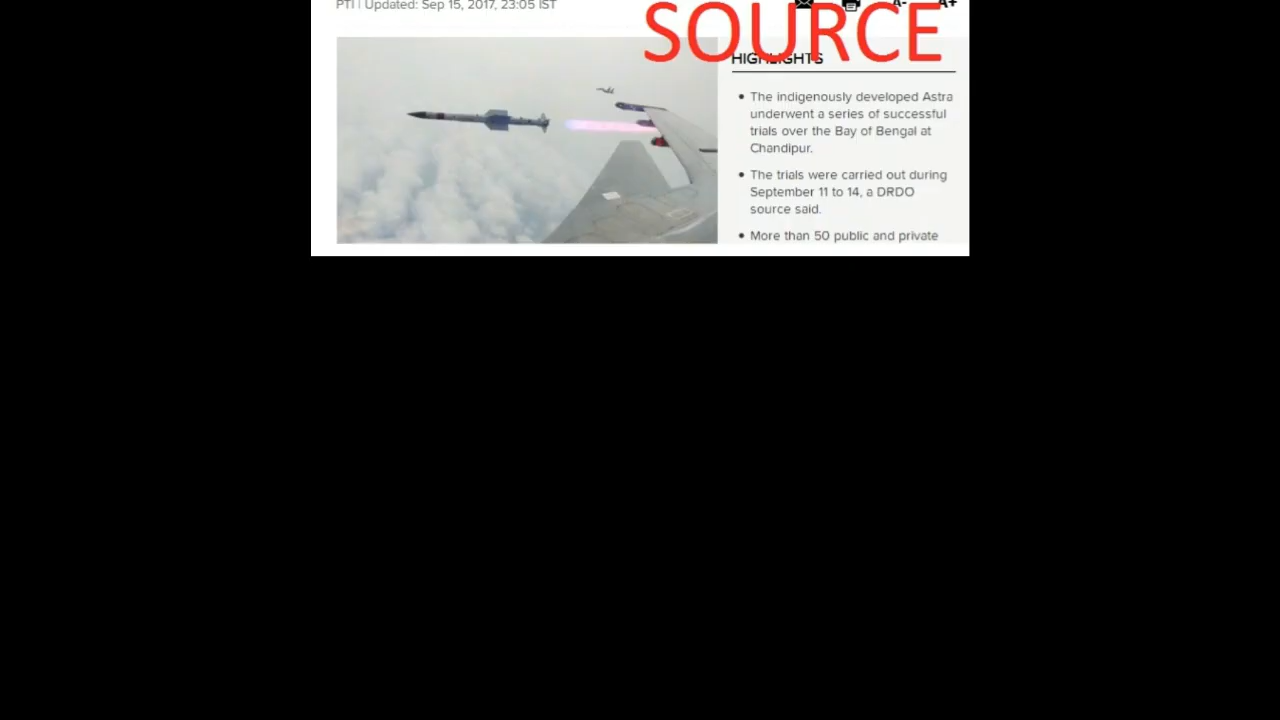 PTI | Updated: Sep 15, 2017, 23:05 IST
A- A+
SOURCE
HIGHLIGHTS
• The indigenously developed Astra
underwent a series of successful
trials over the Bay of Bengal at
Chandipur.
• The trials were carried out during
September 11 to 14, a DRDO
source said.
• More than 50 public and private